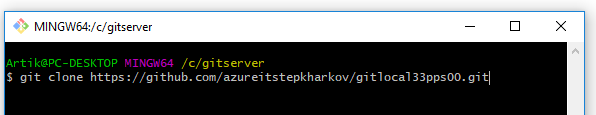 MINGW64:/c/gitserver
Artik@PC-DESKTOP MINGW64 /c/gitserver
$ git clone https://github.com/azureitstepkharkov/gitlocal33pps00.git